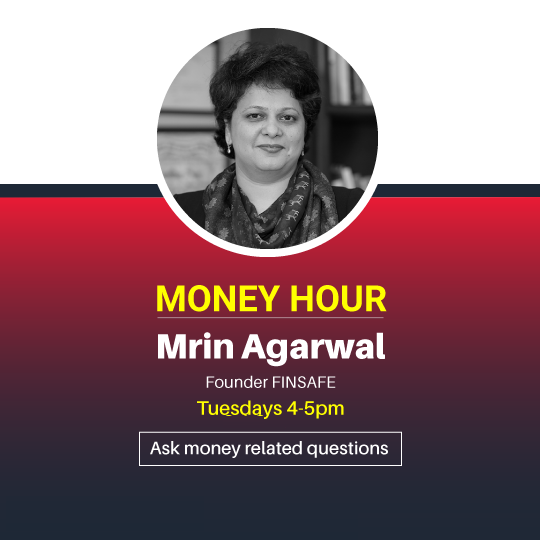 MONEY HOUR
Mrin Agarwal
Founder FINSAFE
Tuesdays 4-5pm
Ask money related questions